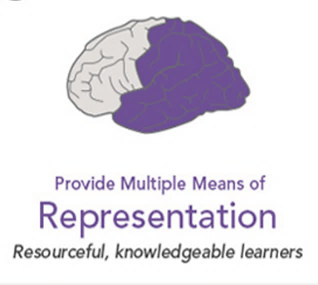 Provide Multiple Means of
Representation
Resourceful, knowledgeable learners